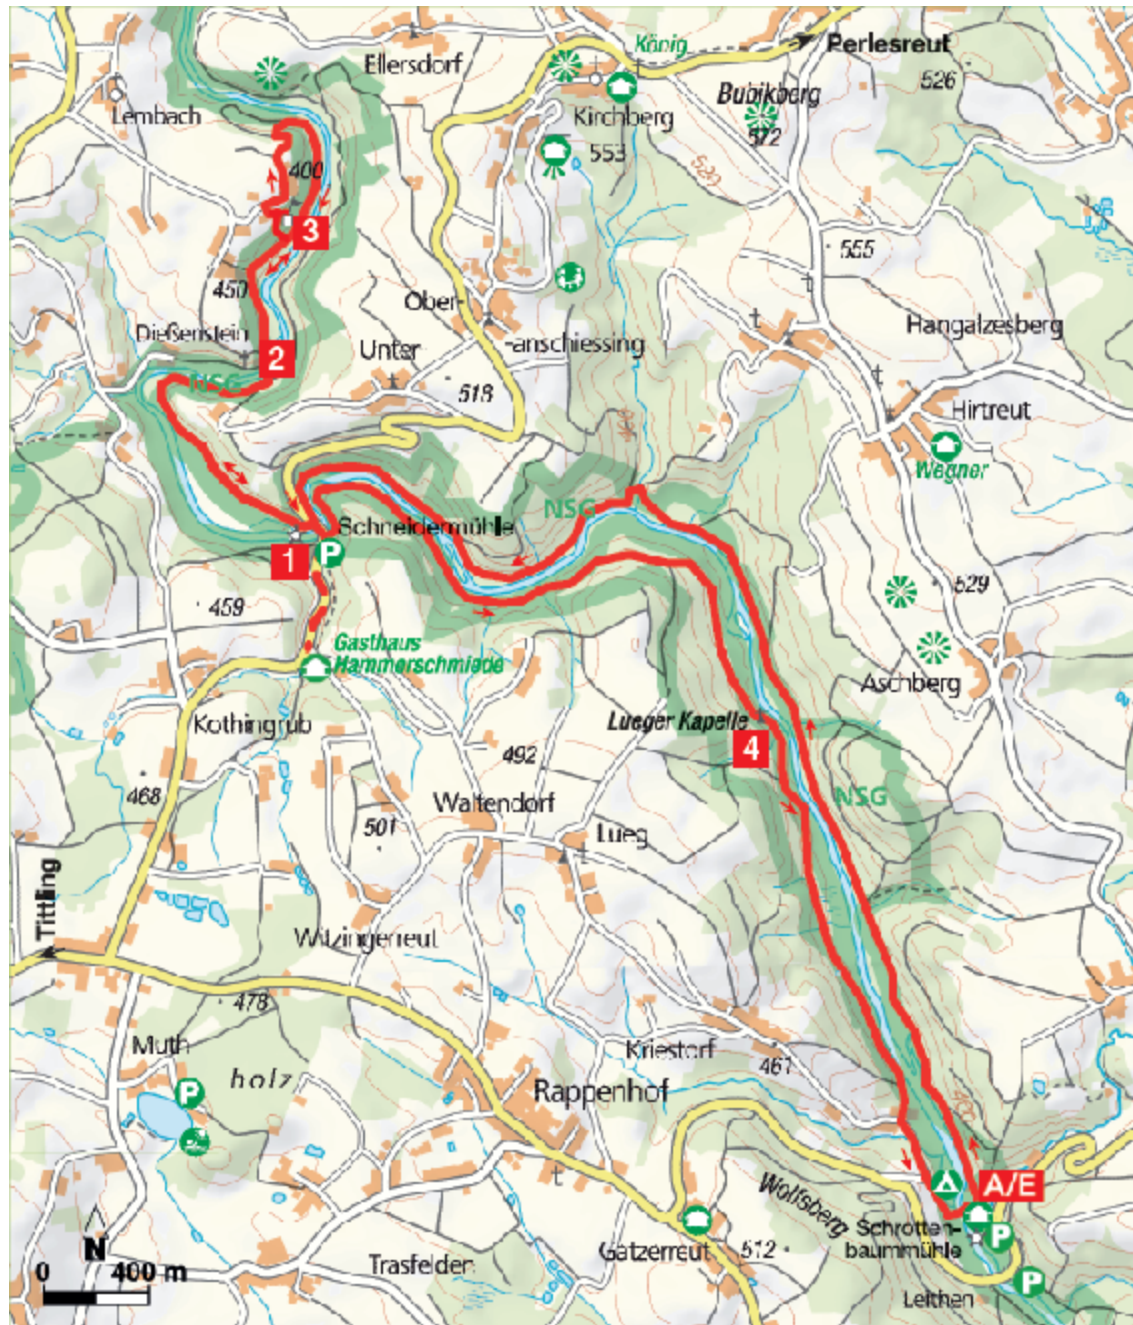 König
Perlesreut
Ellersdorf
526
Bubikberg
Lembach
Kirchberg
572
553
400
520
3
555
450
Ober-
Dießenstein
Hangalzesberg
Unter
-anschiessing
2
NSG
518
Hirtreut
Wegner
NSG
Schneidermühle
P
1
529
459
Gasthaus
Hammerschmiede
Aschberg
Kothingrub
Lueger Kapelle
492
4
468
NSG
Waltendorf
501
Lueg
Tittling
Witzingerreut
478
Muth
Kriestorf
461
holz
P
Rappenhof
400
A/E
Wolfsberg
Schrotten-
baummühle
P
N
Gatzerreut
512
0 400 m
Trasfelden
P
Leithen